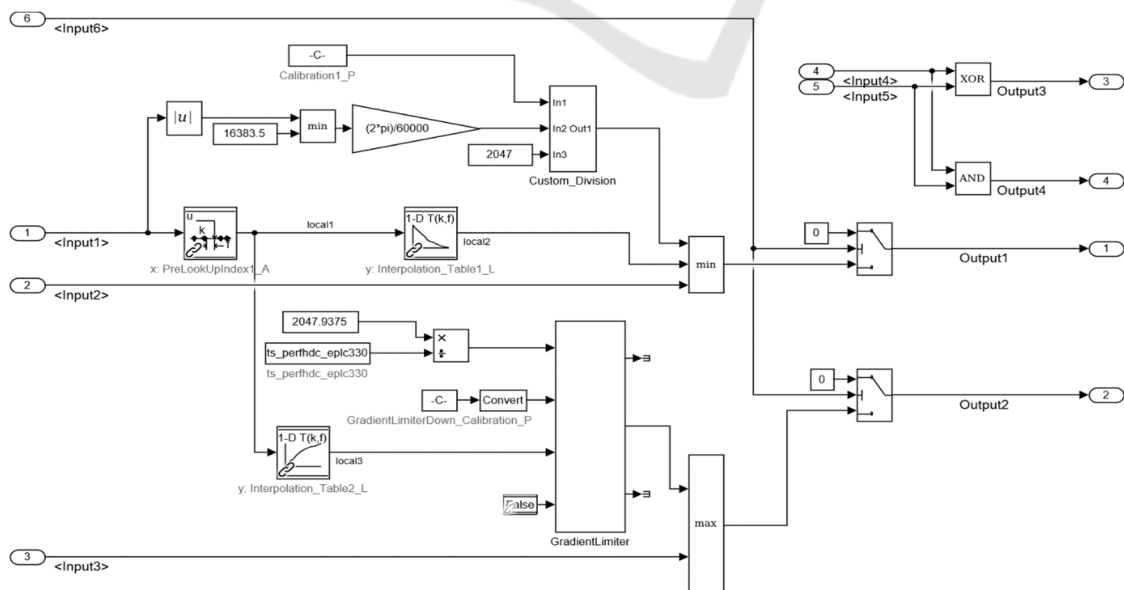 6
<Input6>
-C-
Calibration1_P
4
<Input4>
5
<Input5>
XOR
Output3
3
|u|
16383.5
min
(2*pi)/60000
In1
In2 Out1
In3
2047
Custom_Division
AND
Output4
4
1
<Input1>
u
k
f
x: PreLookUpIndex1_A
local1
1-D T(k,f)
local2
y: Interpolation_Table1_L
min
0
Output1
1
2
<Input2>
2047.9375
×
÷
ts_perfhdc_eplc330
ts_perfhdc_eplc330
-C-
Convert
GradientLimiterDown_Calibration_P
0
Output2
2
1-D T(k,f)
local3
y: Interpolation_Table2_L
False
GradientLimiter
max
3
<Input3>